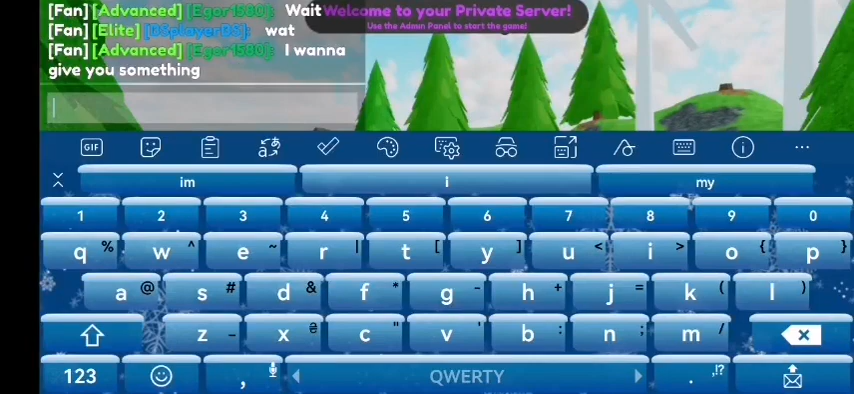 [Fan] [Advanced] [Egor1580]: Wait
Welcome to your Private Server!
Use the Admin Panel to start the game!
[Fan] [Elite] [DSplayerDS]: wat
[Fan] [Advanced] [Egor1580]: I wanna
give you something
GIF
im i my
1 2 3 4 5 6 7 8 9 0
q % w ^ e ~ r | t [ y ] u < i > o { p }
a @ s # d & f * g - h + j = k ( l )
z _ x ₴ c " v ' b : n ; m /
123 , QWERTY . ,!?